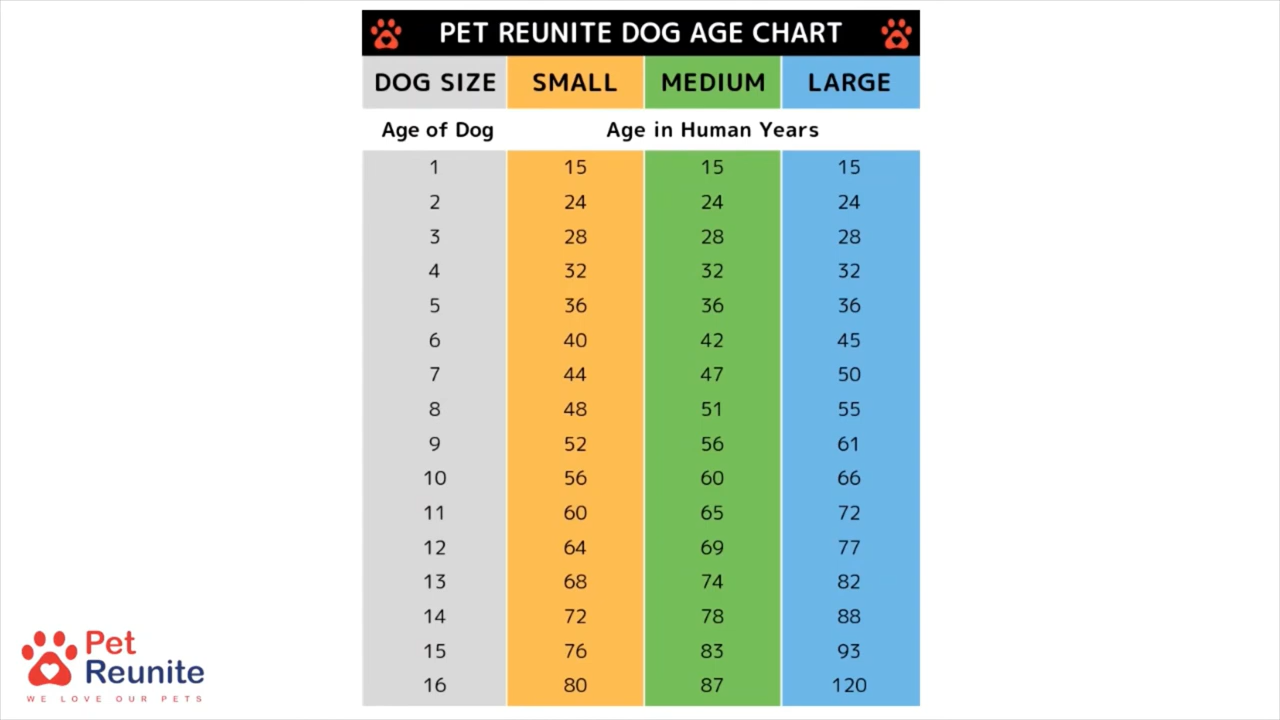 PET REUNITE DOG AGE CHART
DOG SIZE SMALL MEDIUM LARGE
Age of Dog Age in Human Years
1 15 15 15
2 24 24 24
3 28 28 28
4 32 32 32
5 36 36 36
6 40 42 45
7 44 47 50
8 48 51 55
9 52 56 61
10 56 60 66
11 60 65 72
12 64 69 77
13 68 74 82
14 72 78 88
15 76 83 93
16 80 87 120
Pet
Reunite
WE LOVE OUR PETS